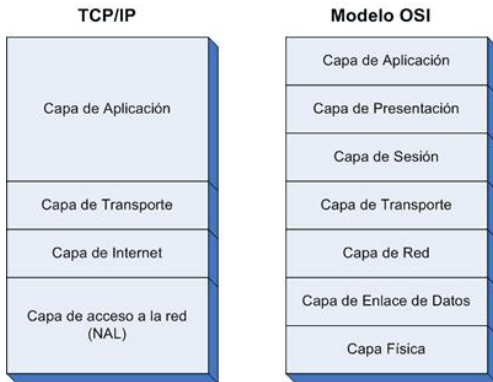 TCP/IP
Capa de Aplicación
Capa de Transporte
Capa de Internet
Capa de acceso a la red
(NAL)
Modelo OSI
Capa de Aplicación
Capa de Presentación
Capa de Sesión
Capa de Transporte
Capa de Red
Capa de Enlace de Datos
Capa Física